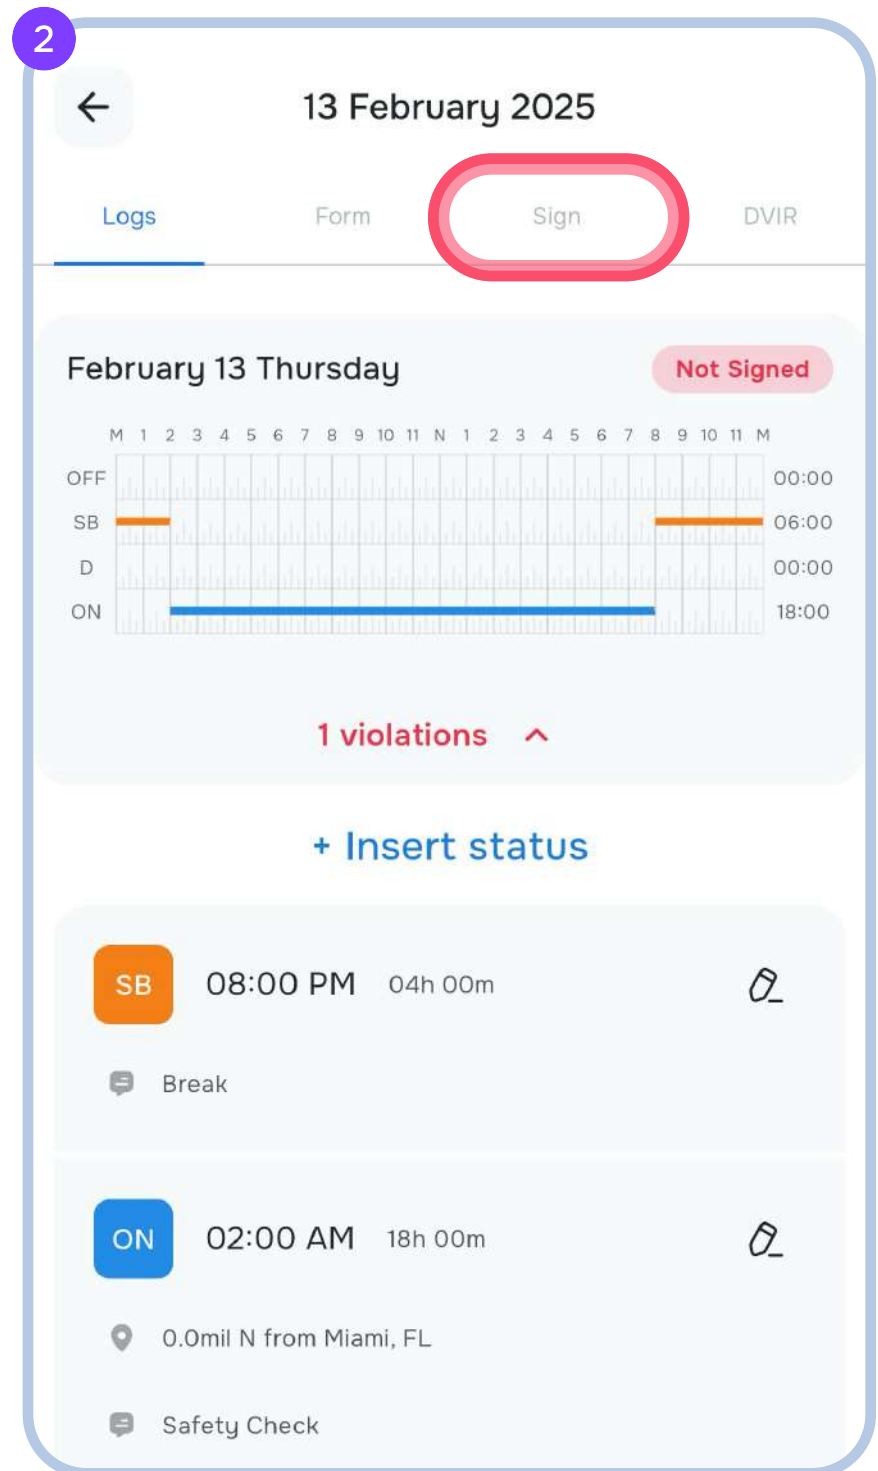 2
13 February 2025
Logs Form Sign DVIR
February 13 Thursday Not Signed
M 1 2 3 4 5 6 7 8 9 10 11 N 1 2 3 4 5 6 7 8 9 10 11 M
OFF 00:00
SB 06:00
D 00:00
ON 18:00
1 violations
+ Insert status
SB 08:00 PM 04h 00m
Break
ON 02:00 AM 18h 00m
0.0mil N from Miami, FL
Safety Check